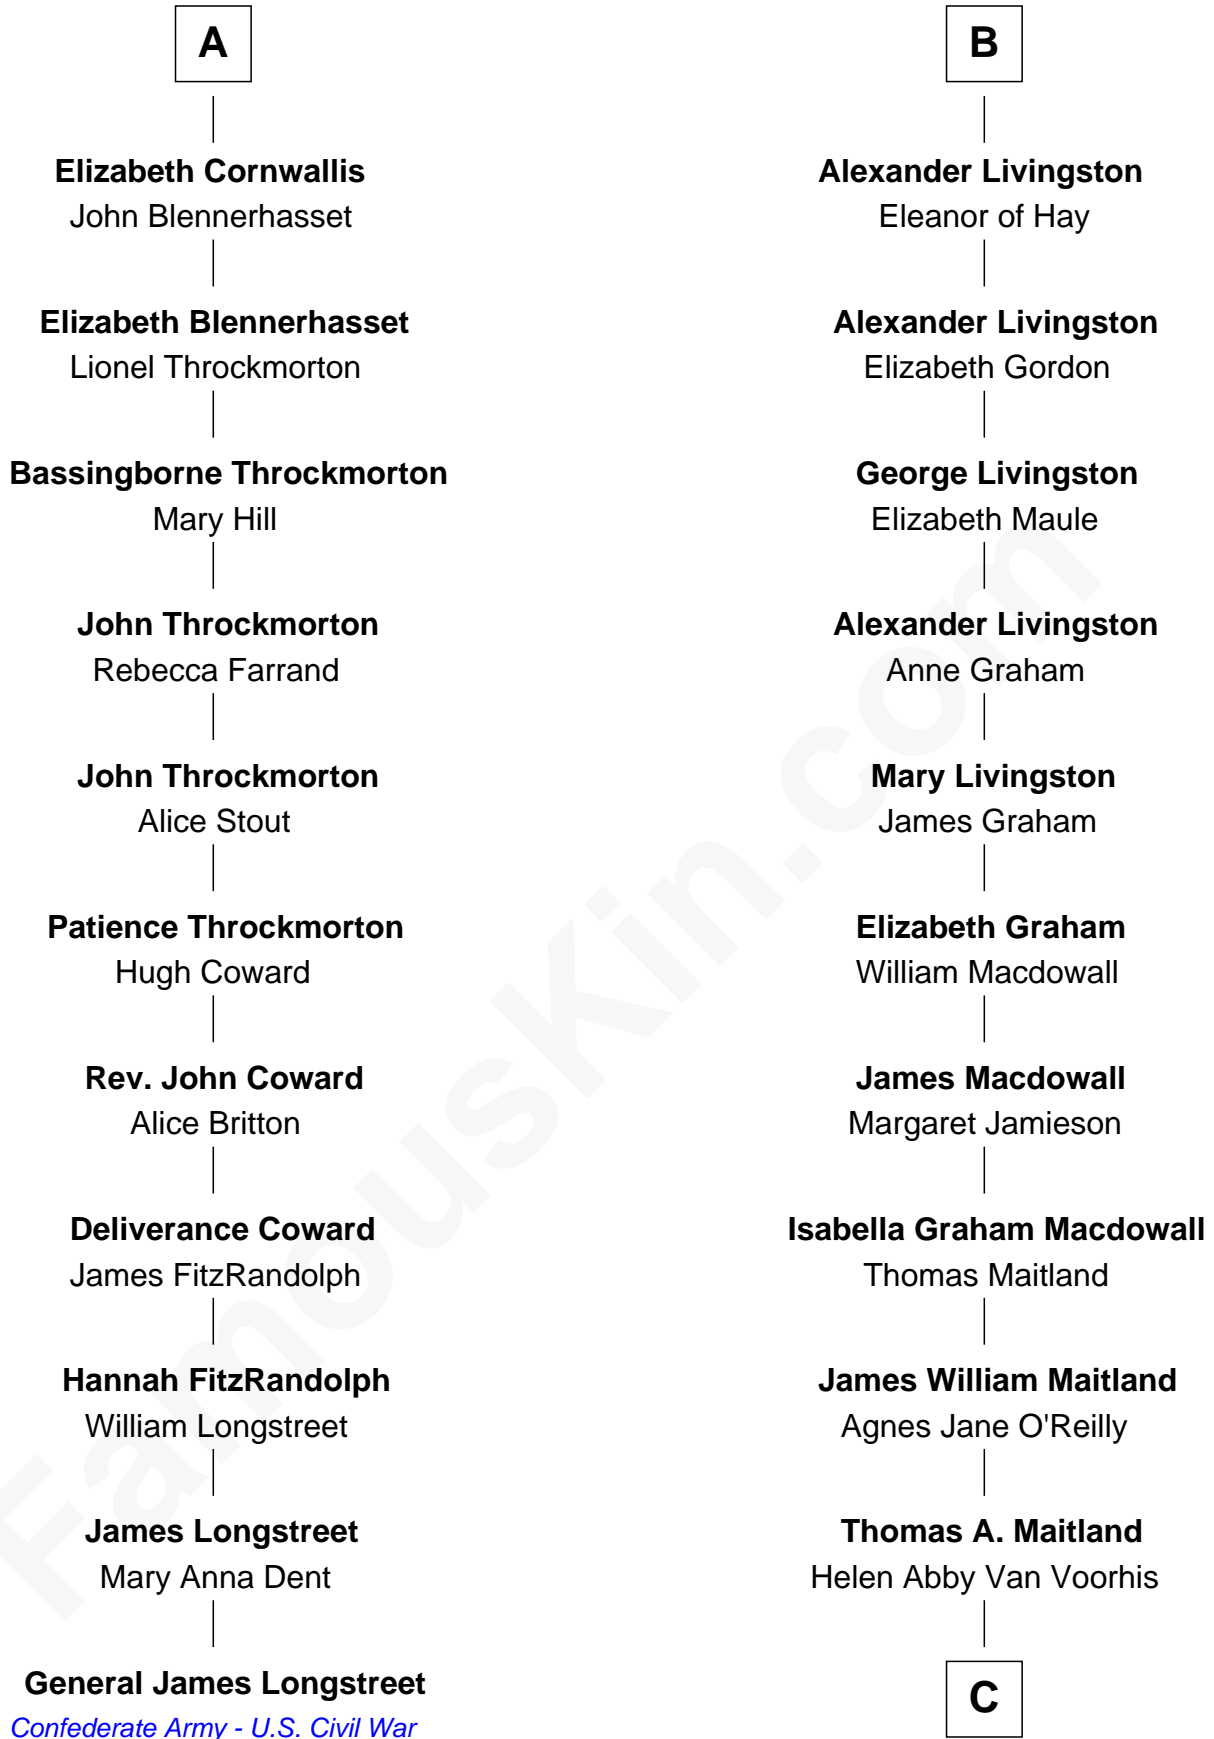 A
Elizabeth Cornwallis
John Blennerhasset
Elizabeth Blennerhasset
Lionel Throckmorton
Bassingborne Throckmorton
Mary Hill
John Throckmorton
Rebecca Farrand
John Throckmorton
Alice Stout
Patience Throckmorton
Hugh Coward
Rev. John Coward
Alice Britton
Deliverance Coward
James FitzRandolph
Hannah FitzRandolph
William Longstreet
James Longstreet
Mary Anna Dent
General James Longstreet
Confederate Army - U.S. Civil War
B
Alexander Livingston
Eleanor of Hay
Alexander Livingston
Elizabeth Gordon
George Livingston
Elizabeth Maule
Alexander Livingston
Anne Graham
Mary Livingston
James Graham
Elizabeth Graham
William Macdowall
James Macdowall
Margaret Jamieson
Isabella Graham Macdowall
Thomas Maitland
James William Maitland
Agnes Jane O'Reilly
Thomas A. Maitland
Helen Abby Van Voorhis
C
FamousKin.com